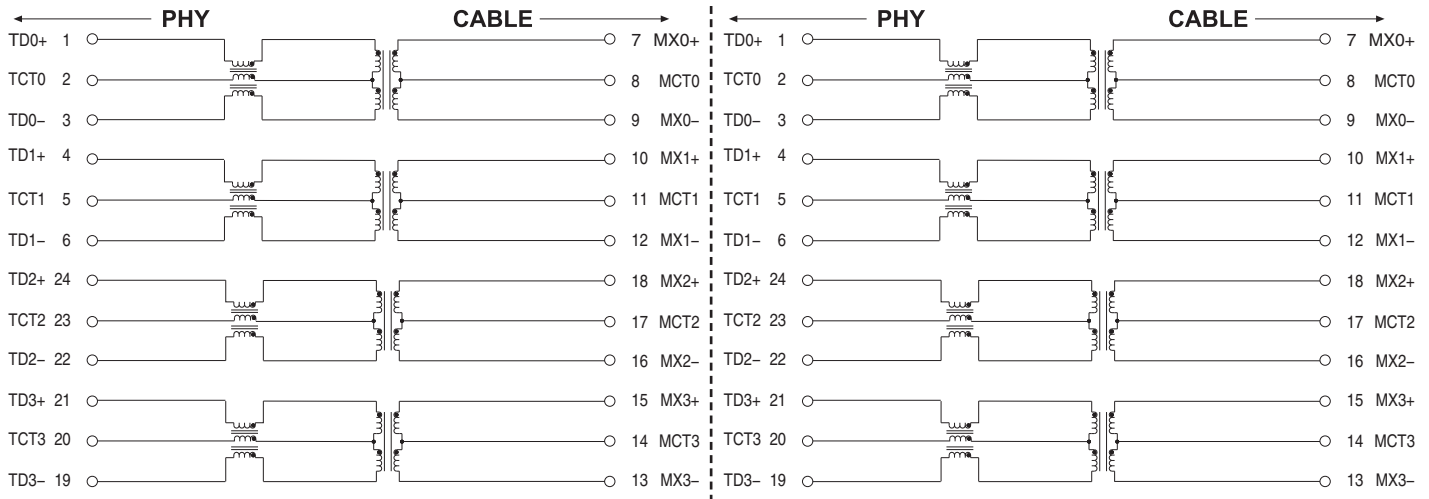 PHY CABLE
TD0+ 1 7 MX0+
TCT0 2 8 MCT0
TD0– 3 9 MX0–
TD1+ 4 10 MX1+
TCT1 5 11 MCT1
TD1– 6 12 MX1–
TD2+ 24 18 MX2+
TCT2 23 17 MCT2
TD2– 22 16 MX2–
TD3+ 21 15 MX3+
TCT3 20 14 MCT3
TD3– 19 13 MX3–
PHY CABLE
TD0+ 1 7 MX0+
TCT0 2 8 MCT0
TD0– 3 9 MX0–
TD1+ 4 10 MX1+
TCT1 5 11 MCT1
TD1– 6 12 MX1–
TD2+ 24 18 MX2+
TCT2 23 17 MCT2
TD2– 22 16 MX2–
TD3+ 21 15 MX3+
TCT3 20 14 MCT3
TD3– 19 13 MX3–